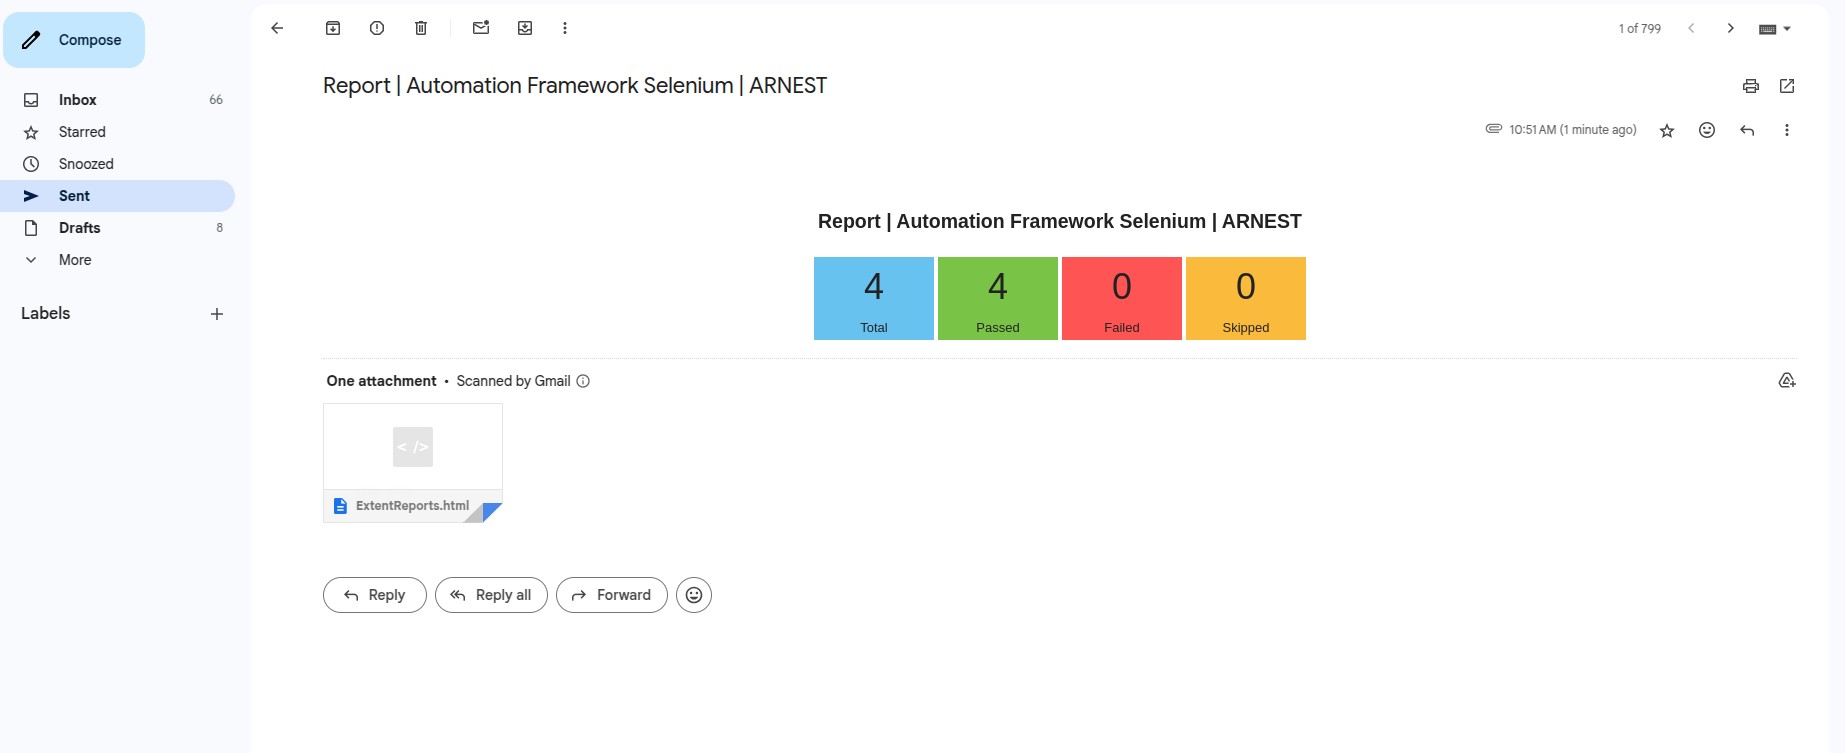 Compose
1 of 799
Report | Automation Framework Selenium | ARNEST
Inbox 66
Starred
10:51 AM (1 minute ago)
Snoozed
Sent
Drafts 8
More
Labels
Report | Automation Framework Selenium | ARNEST
4 4 0 0
Total Passed Failed Skipped
One attachment • Scanned by Gmail
< />
ExtentReports.html
Reply Reply all Forward